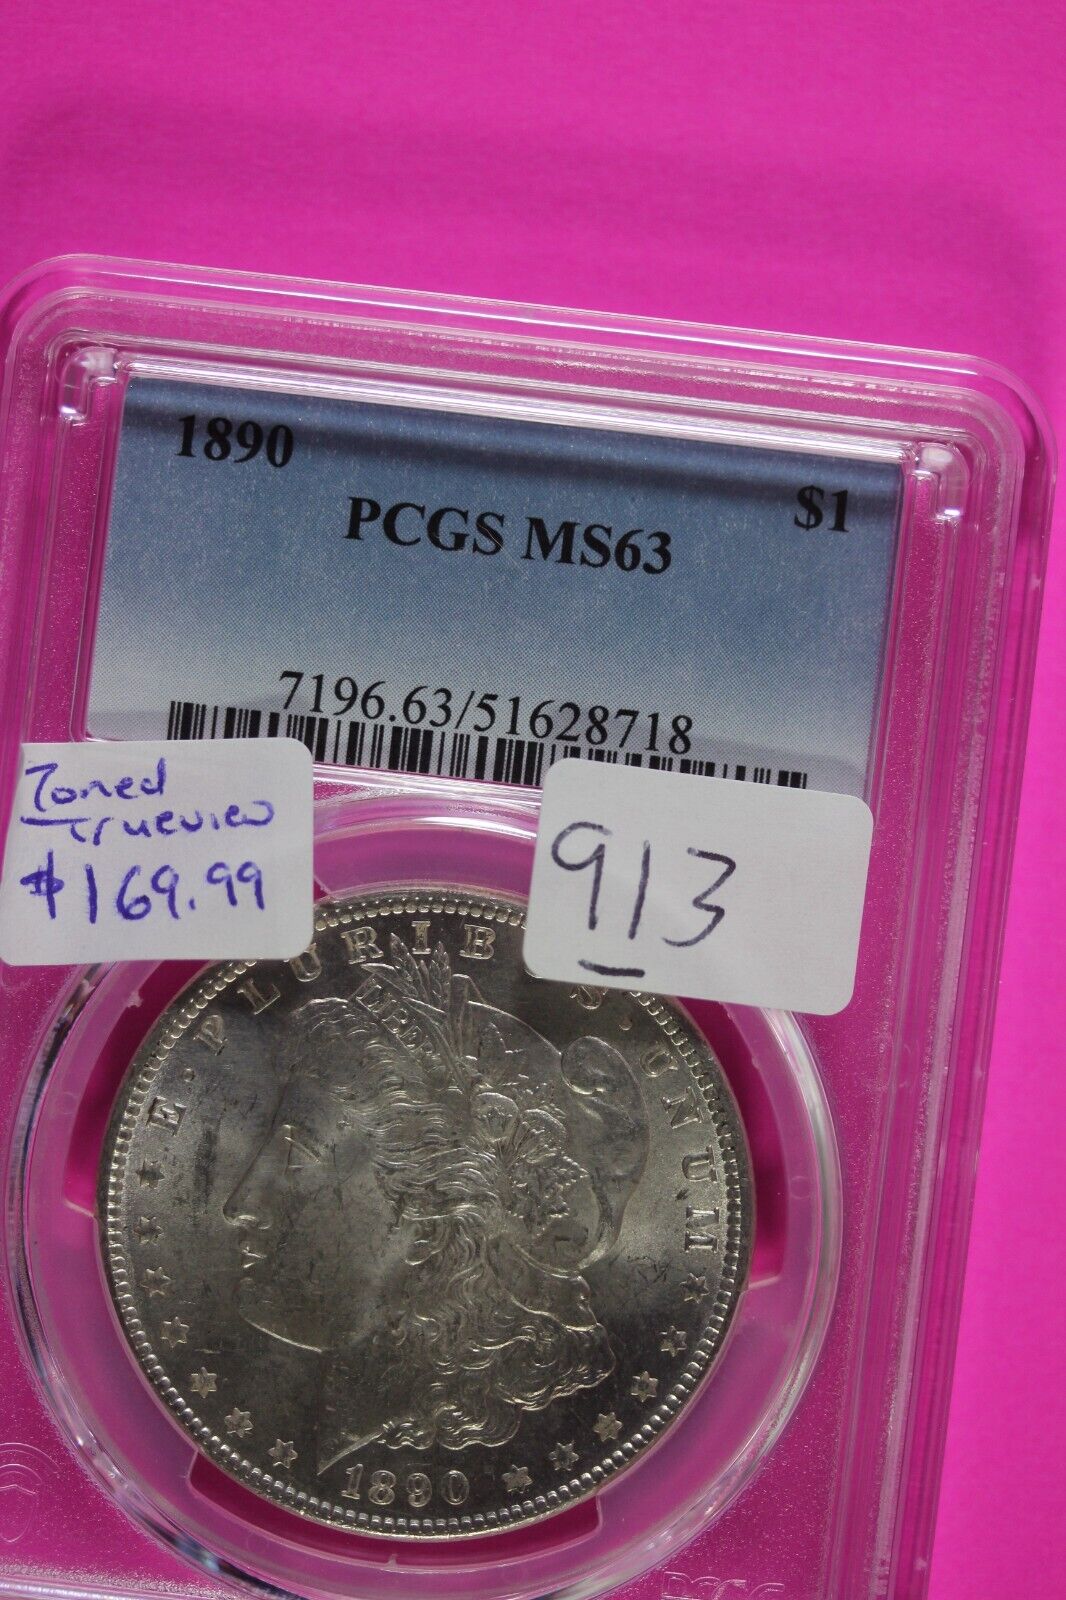 1890
$1
PCGS MS63
7196.63/51628718
Toned
Trueview
$169.99
913
E·PLURIBUS·UNUM
LIBERTY
1890